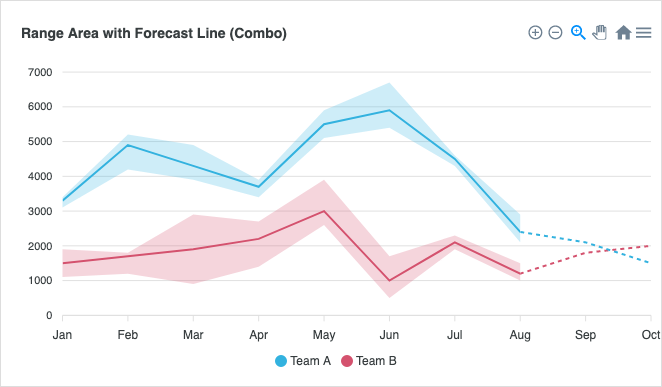 Range Area with Forecast Line (Combo)
7000
6000
5000
4000
3000
2000
1000
0
Jan Feb Mar Apr May Jun Jul Aug Sep Oct
Team A Team B